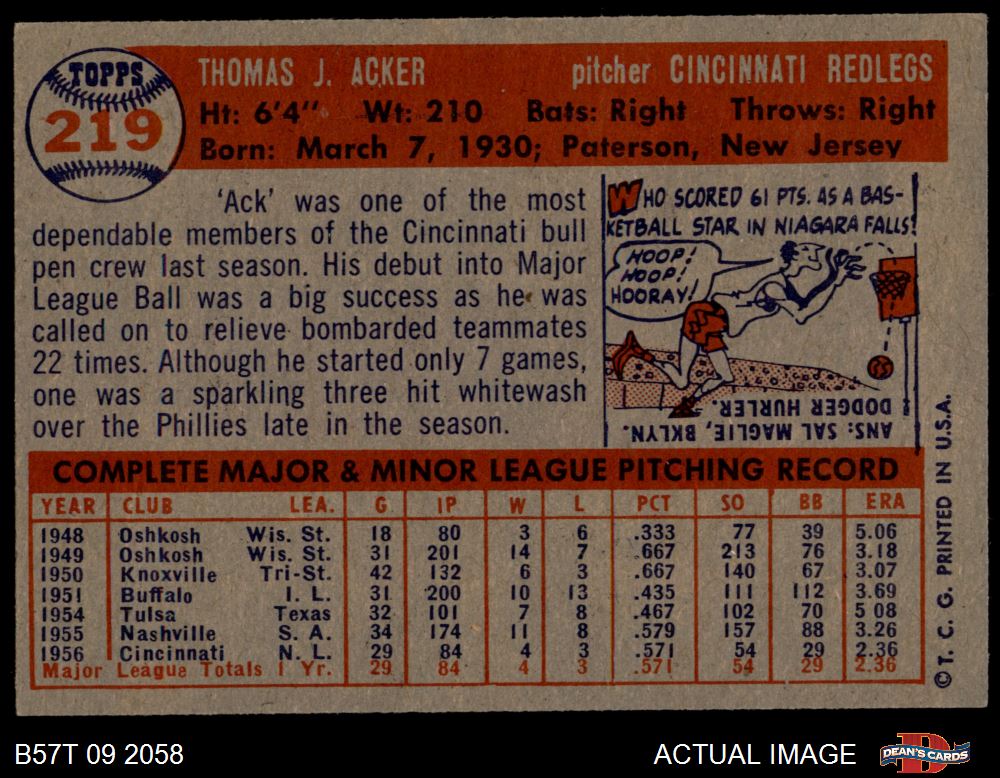 TOPPS
219
THOMAS J. ACKER pitcher CINCINNATI REDLEGS
Ht: 6'4" Wt: 210 Bats: Right Throws: Right
Born: March 7, 1930; Paterson, New Jersey
'Ack' was one of the most
dependable members of the Cincinnati bull
pen crew last season. His debut into Major
League Ball was a big success as he was
called on to relieve bombarded teammates
22 times. Although he started only 7 games,
one was a sparkling three hit whitewash
over the Phillies late in the season.
WHO SCORED 61 PTS. AS A BAS-
KETBALL STAR IN NIAGARA FALLS?
HOOP!
HOOP!
HOORAY!
ANS: SAL MAGLIE, BKLYN.
DODGER HURLER.
COMPLETE MAJOR & MINOR LEAGUE PITCHING RECORD
YEAR CLUB LEA. G IP W L PCT SO BB ERA
1948 Oshkosh Wis. St. 18 80 3 6 .333 77 39 5.06
1949 Oshkosh Wis. St. 31 201 14 7 .667 213 76 3.18
1950 Knoxville Tri-St. 42 132 6 3 .667 140 67 3.07
1951 Buffalo I. L. 31 200 10 13 .435 111 112 3.69
1954 Tulsa Texas 32 101 7 8 .467 102 70 5 08
1955 Nashville S. A. 34 174 11 8 .579 157 88 3.26
1956 Cincinnati N. L. 29 84 4 3 .571 54 29 2.36
Major League Totals 1 Yr. 29 84 4 3 .571 54 29 2.36
©T. C. G. PRINTED IN U.S.A.
B57T 09 2058 ACTUAL IMAGE
DEAN'S CARDS